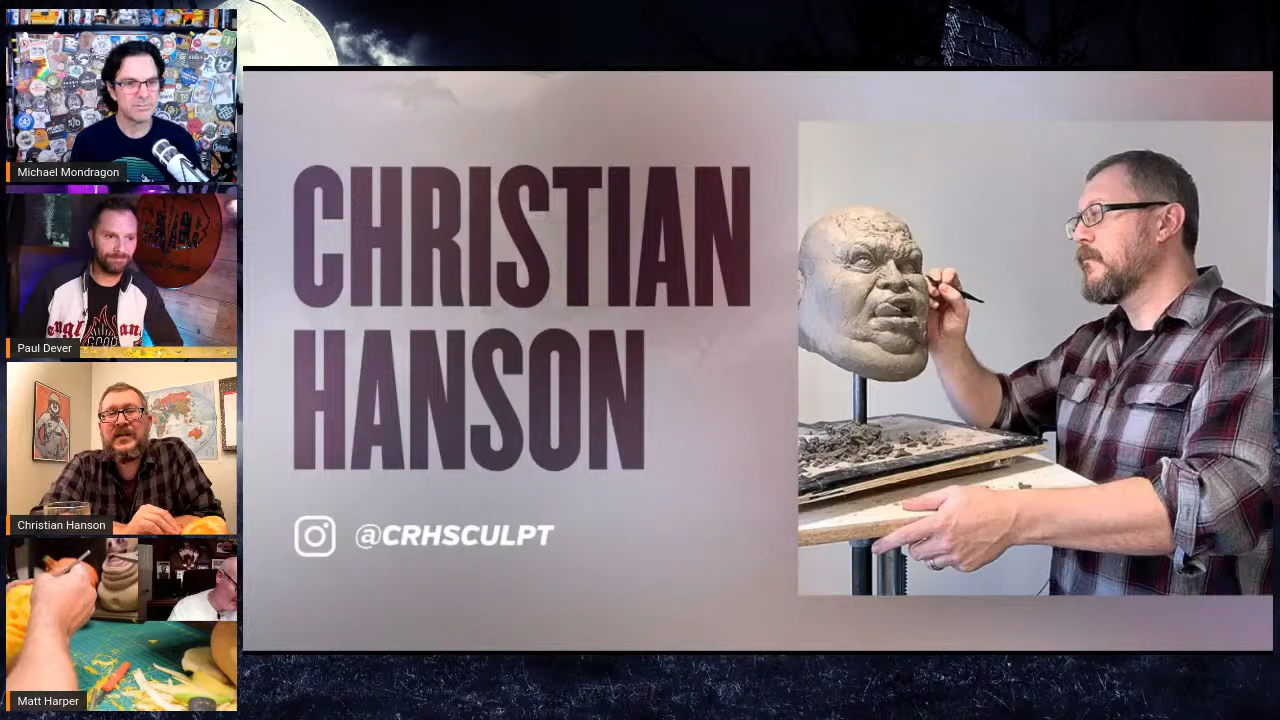 Michael Mondragon
Paul Dever
Christian Hanson
Matt Harper
CHRISTIAN
HANSON
@CRHSCULPT